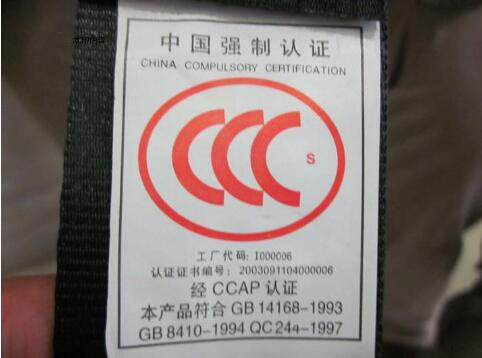 中国强制认证
CHINA COMPULSORY CERTIFICATION
CCC S
工厂代码: I000006
认证证书编号: 2003091104000006
经 CCAP 认证
本产品符合 GB 14168-1993
GB 8410-1994 QC 244-1997